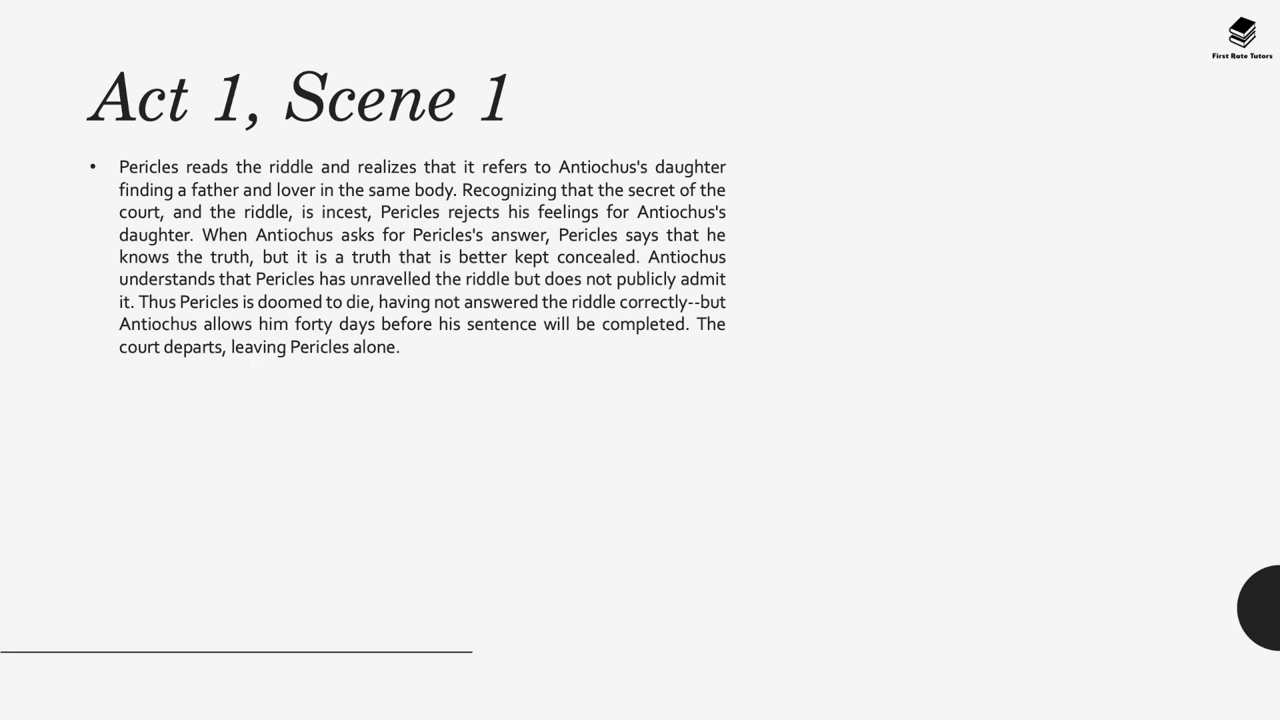 First Rate Tutors
Act 1, Scene 1
• Pericles reads the riddle and realizes that it refers to Antiochus's daughter
finding a father and lover in the same body. Recognizing that the secret of the
court, and the riddle, is incest, Pericles rejects his feelings for Antiochus's
daughter. When Antiochus asks for Pericles's answer, Pericles says that he
knows the truth, but it is a truth that is better kept concealed. Antiochus
understands that Pericles has unravelled the riddle but does not publicly admit
it. Thus Pericles is doomed to die, having not answered the riddle correctly--but
Antiochus allows him forty days before his sentence will be completed. The
court departs, leaving Pericles alone.